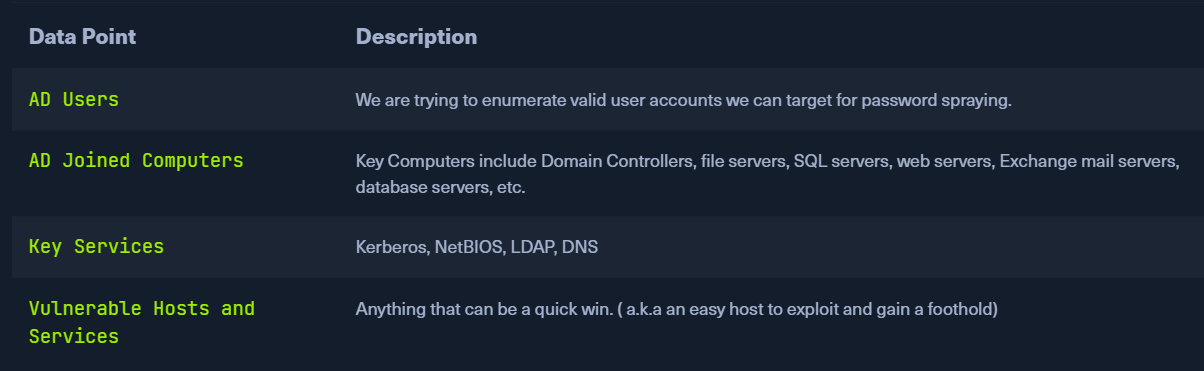 Data Point Description
AD Users We are trying to enumerate valid user accounts we can target for password spraying.
AD Joined Computers Key Computers include Domain Controllers, file servers, SQL servers, web servers, Exchange mail servers,
database servers, etc.
Key Services Kerberos, NetBIOS, LDAP, DNS
Vulnerable Hosts and Anything that can be a quick win. ( a.k.a an easy host to exploit and gain a foothold)
Services